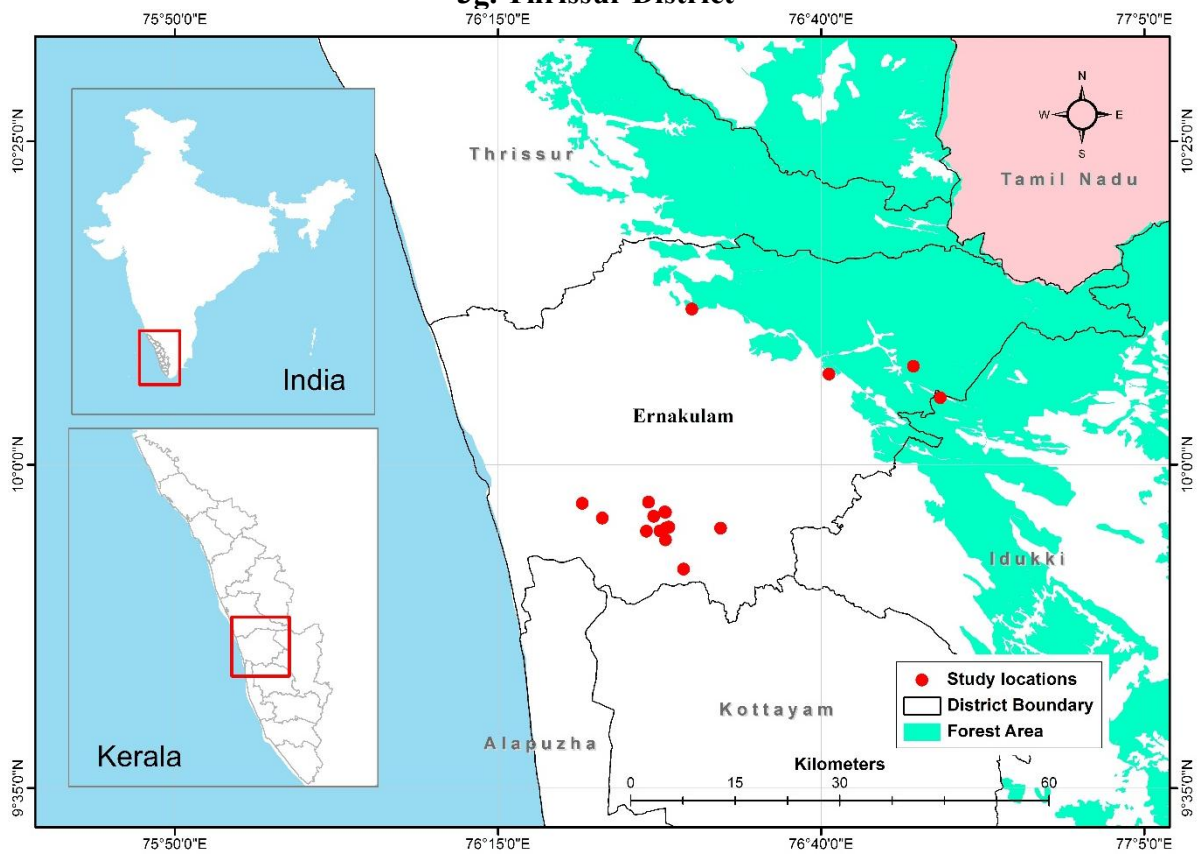 3g. Thrissur District
75°50'0"E 76°15'0"E 76°40'0"E 77°5'0"E
10°25'0"N
10°0'0"N
9°35'0"N
India
Kerala
Thrissur
N
W E
S
Tamil Nadu
Ernakulam
Idukki
Kottayam
Alapuzha
Study locations
District Boundary
Forest Area
Kilometers
0 15 30 60
10°25'0"N
10°0'0"N
9°35'0"N
75°50'0"E 76°15'0"E 76°40'0"E 77°5'0"E